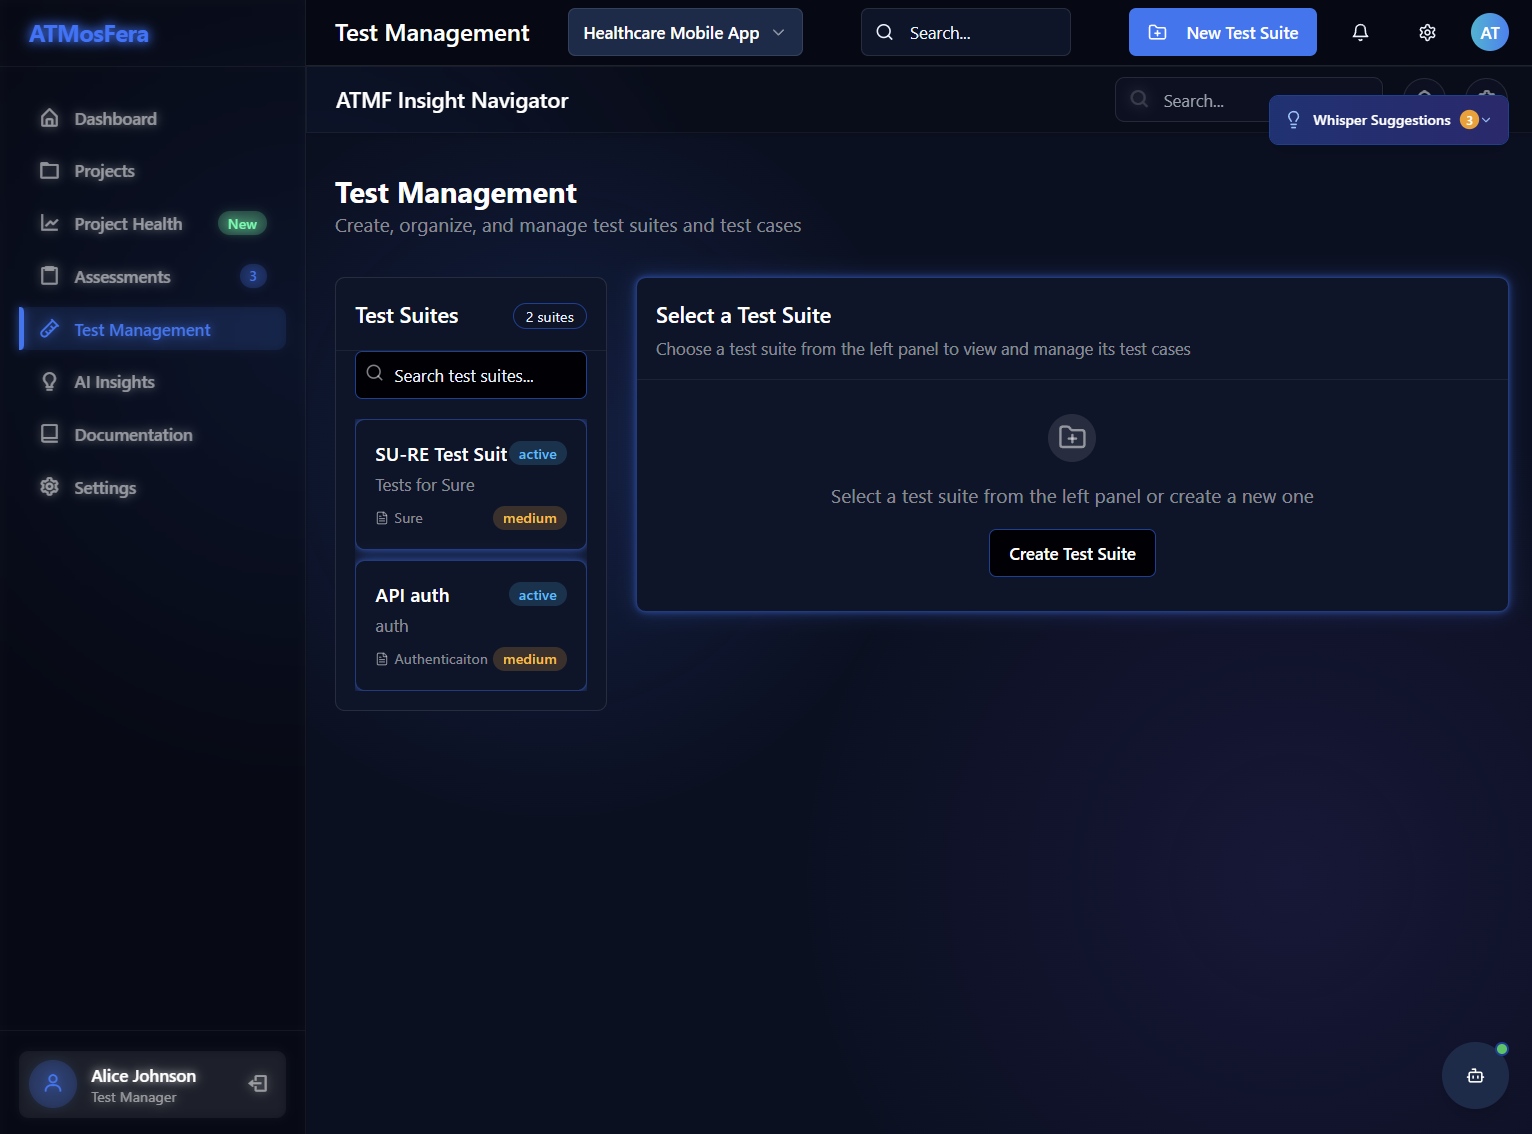 ATMosFera
Test Management
Healthcare Mobile App
Search...
New Test Suite
AT
ATMF Insight Navigator
Search...
Whisper Suggestions 3
Dashboard
Projects
Project Health New
Assessments 3
Test Management
AI Insights
Documentation
Settings
Test Management
Create, organize, and manage test suites and test cases
Test Suites 2 suites
Search test suites...
SU-RE Test Suit active
Tests for Sure
Sure medium
API auth active
auth
Authenticaiton medium
Select a Test Suite
Choose a test suite from the left panel to view and manage its test cases
Select a test suite from the left panel or create a new one
Create Test Suite
Alice Johnson
Test Manager